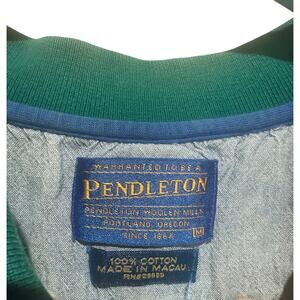 WARRANTED TO BE A
PENDLETON
PENDLETON WOOLEN MILLS
PORTLAND, OREGON
SINCE 1863
M
100% COTTON
MADE IN MACAU